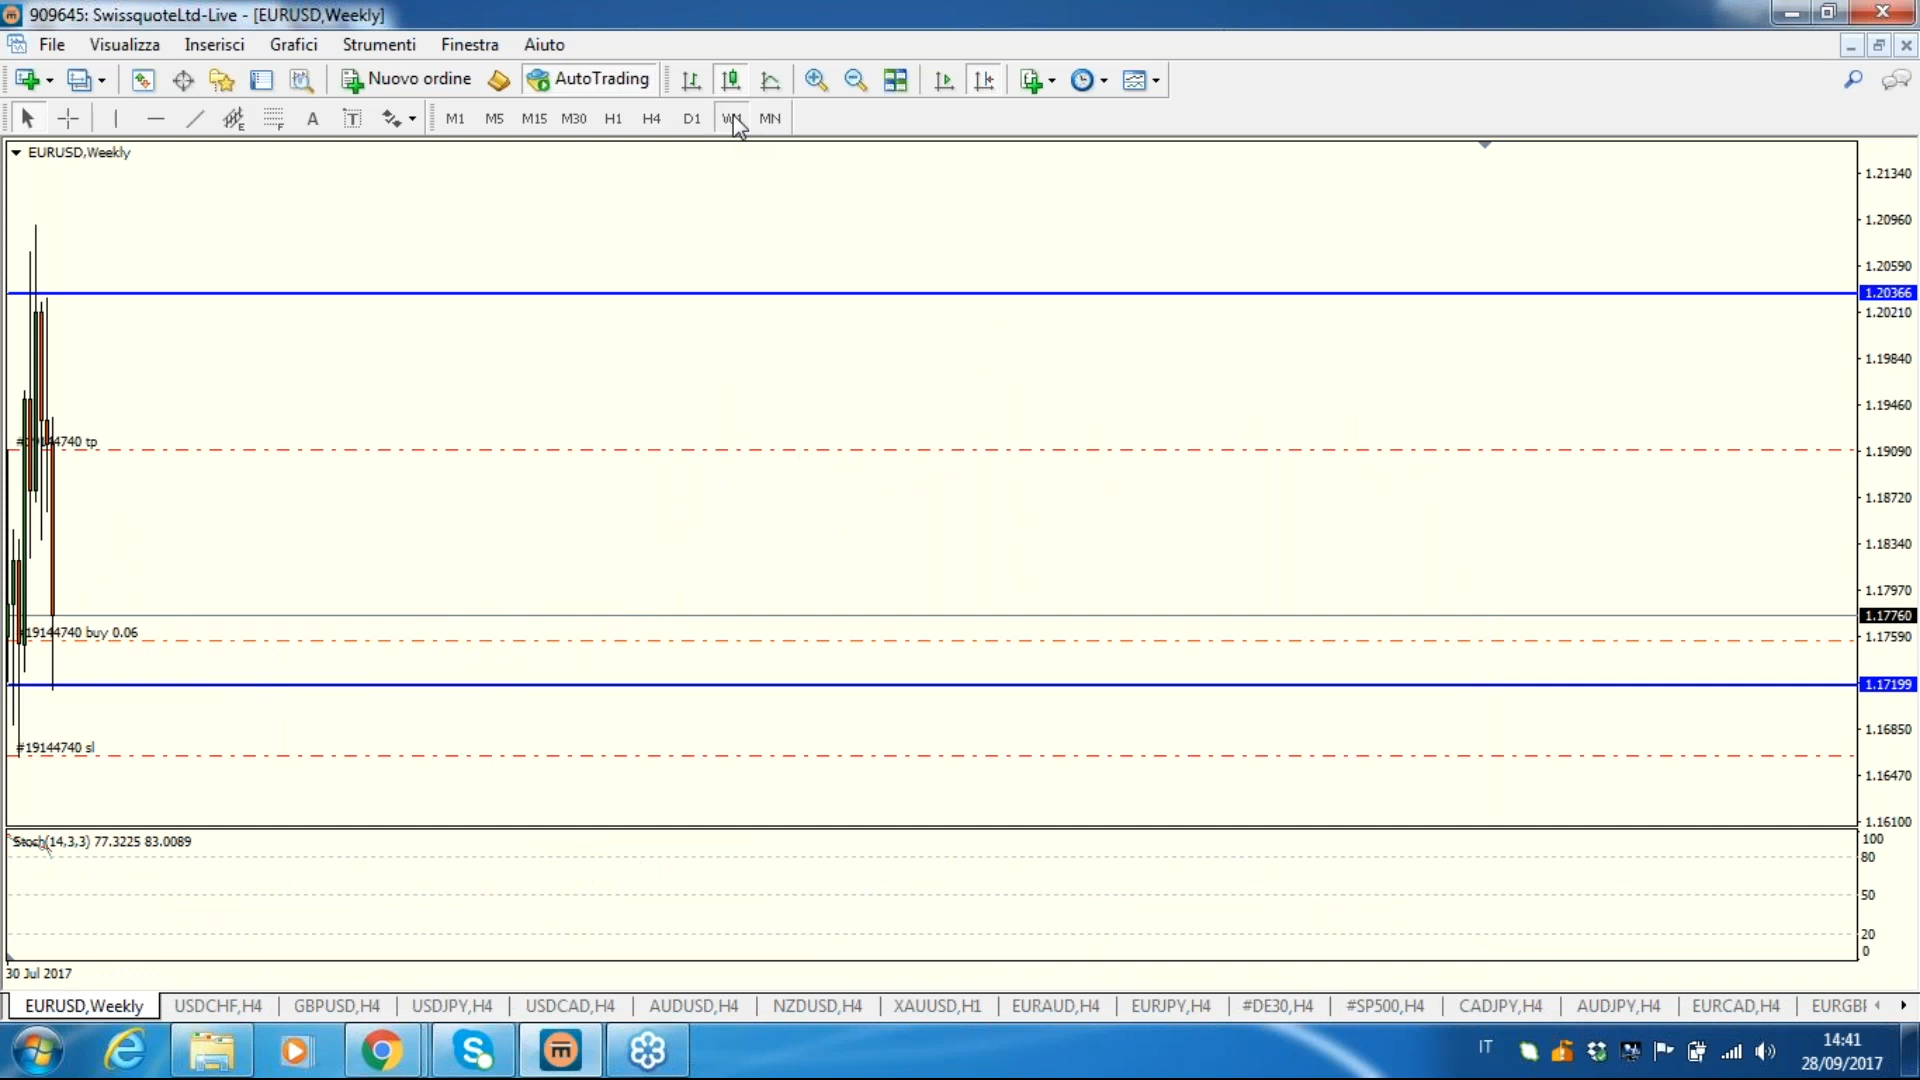 909645: SwissquoteLtd-Live - [EURUSD,Weekly]
File Visualizza Inserisci Grafici Strumenti Finestra Aiuto
Nuovo ordine AutoTrading
E F A T M1 M5 M15 M30 H1 H4 D1 MN
EURUSD,Weekly
1.21340
1.20960
1.20590
1.20366
1.20210
1.19840
1.19460
#19144740 tp
1.19090
1.18720
1.18340
1.17970
1.17760
#19144740 buy 0.06
1.17590
1.17199
1.16850
#19144740 sl
1.16470
1.16100
Stoch(14,3,3) 77.3225 83.0089
100
80
50
20
0
30 Jul 2017
EURUSD,Weekly USDCHF,H4 GBPUSD,H4 USDJPY,H4 USDCAD,H4 AUDUSD,H4 NZDUSD,H4 XAUUSD,H1 EURAUD,H4 EURJPY,H4 #DE30,H4 #SP500,H4 CADJPY,H4 AUDJPY,H4 EURCAD,H4
IT
14:41
28/09/2017